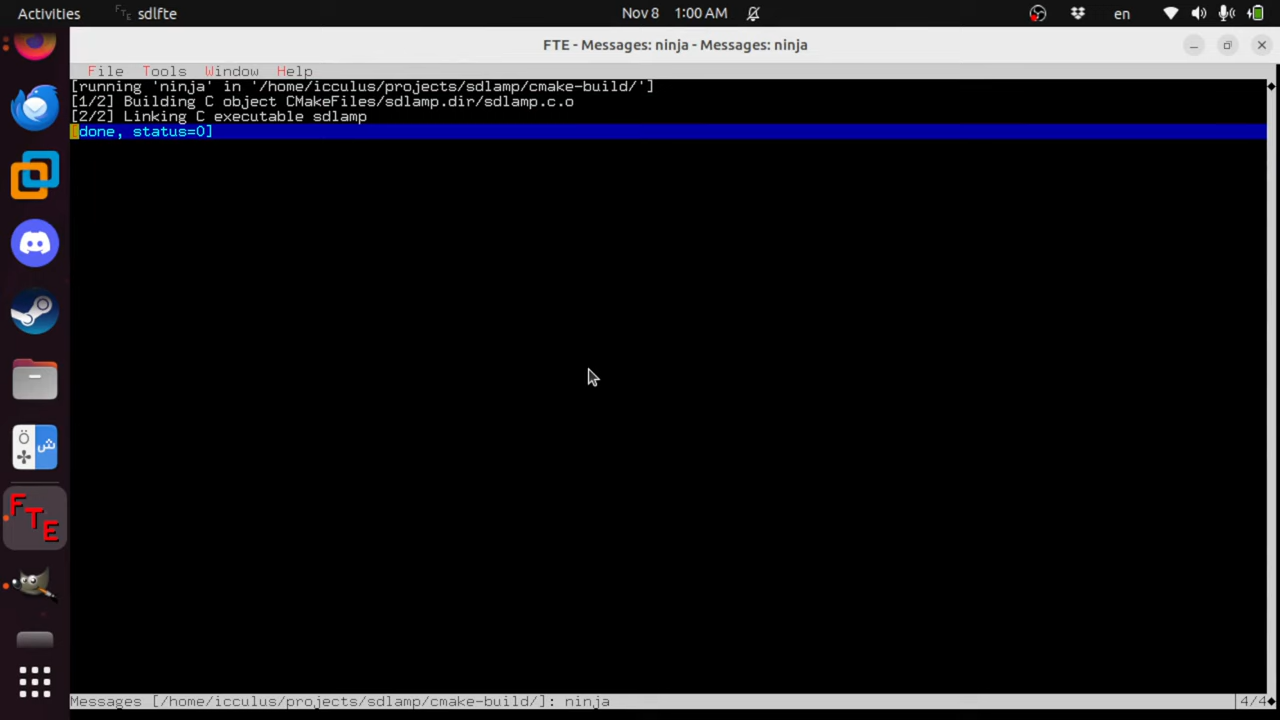 Activities
sdlfte
Nov 8 1:00 AM
en
FTE - Messages: ninja - Messages: ninja
File Tools Window Help
[running 'ninja' in '/home/icculus/projects/sdlamp/cmake-build/']
[1/2] Building C object CMakeFiles/sdlamp.dir/sdlamp.c.o
[2/2] Linking C executable sdlamp
[done, status=0]
Ö ش
FTE
Messages [/home/icculus/projects/sdlamp/cmake-build/]: ninja
4/4